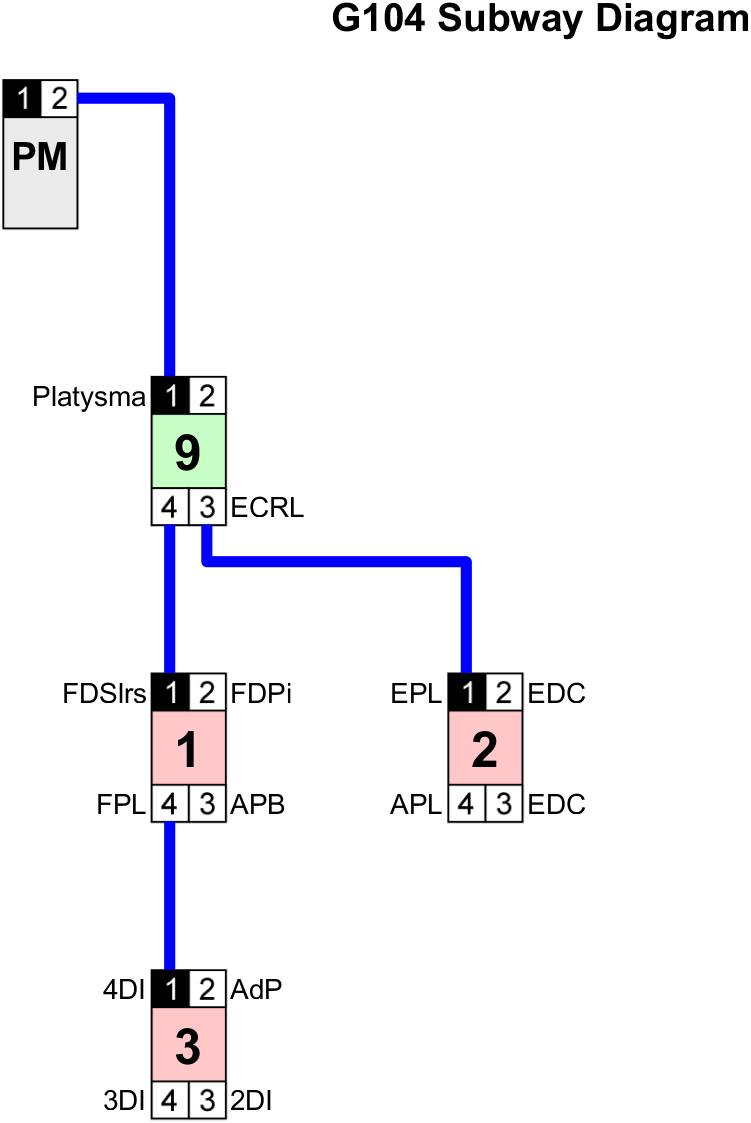 G104 Subway Diagram
1 2
PM
Platysma 1 2
9
4 3 ECRL
FDSlrs 1 2 FDPi
1
FPL 4 3 APB
EPL 1 2 EDC
2
APL 4 3 EDC
4DI 1 2 AdP
3
3DI 4 3 2DI